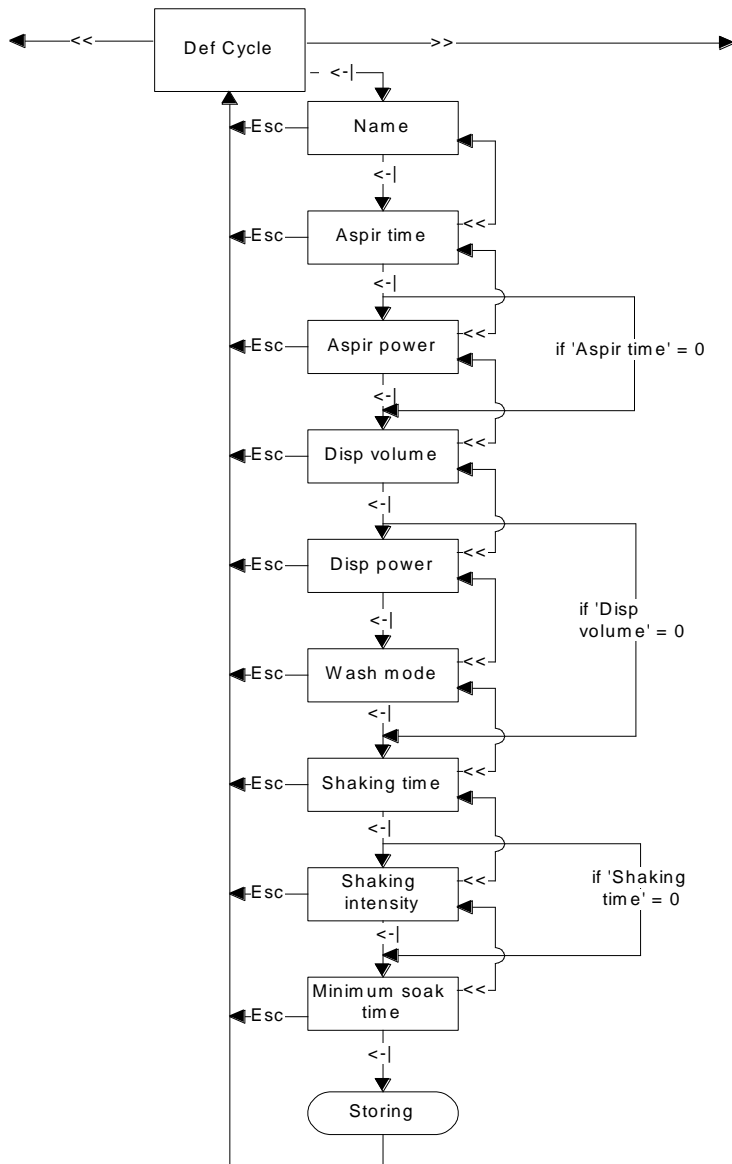 <<
Def Cycle
>>
<-|
Esc
Name
<-|
<<
Esc
Aspir time
<-|
<<
Esc
Aspir power
if 'Aspir time' = 0
<-|
<<
Esc
Disp volume
<-|
<<
Esc
Disp power
if 'Disp
volume' = 0
<-|
<<
Esc
Wash mode
<-|
<<
Esc
Shaking time
<-|
<<
Esc
Shaking
intensity
if 'Shaking
time' = 0
<-|
<<
Esc
Minimum soak
time
<-|
Storing